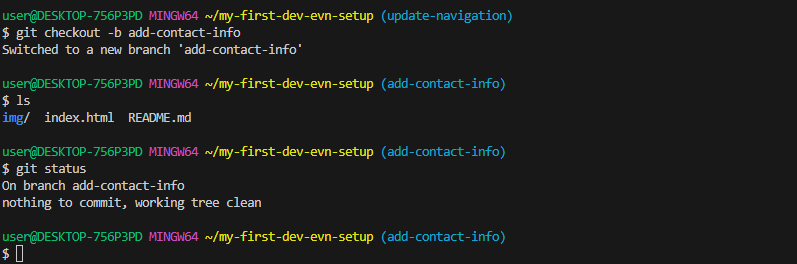 user@DESKTOP-756P3PD MINGW64 ~/my-first-dev-evn-setup (update-navigation)
$ git checkout -b add-contact-info
Switched to a new branch 'add-contact-info'
user@DESKTOP-756P3PD MINGW64 ~/my-first-dev-evn-setup (add-contact-info)
$ ls
img/  index.html  README.md
user@DESKTOP-756P3PD MINGW64 ~/my-first-dev-evn-setup (add-contact-info)
$ git status
On branch add-contact-info
nothing to commit, working tree clean
user@DESKTOP-756P3PD MINGW64 ~/my-first-dev-evn-setup (add-contact-info)
$